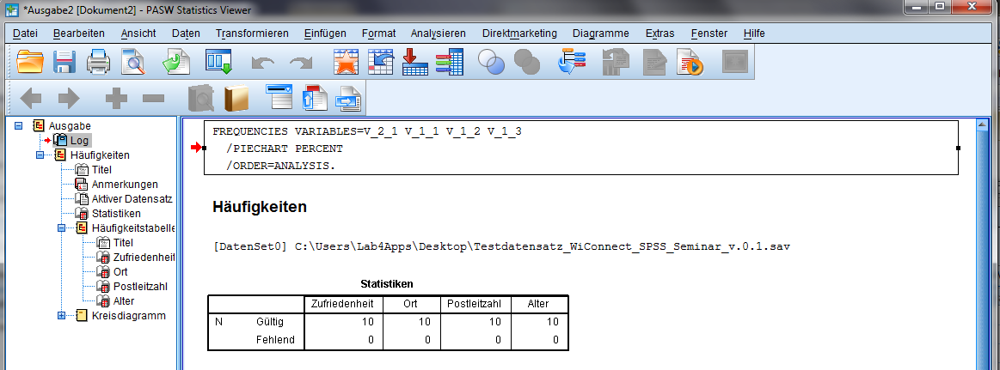 *Ausgabe2 [Dokument2] - PASW Statistics Viewer
Datei Bearbeiten Ansicht Daten Transformieren Einfügen Format Analysieren Direktmarketing Diagramme Extras Fenster Hilfe
Ausgabe
Log
Häufigkeiten
Titel
Anmerkungen
Aktiver Datensatz
Statistiken
Häufigkeitstabelle
Titel
Zufriedenheit
Ort
Postleitzahl
Alter
Kreisdiagramm
FREQUENCIES VARIABLES=V_2_1 V_1_1 V_1_2 V_1_3
/PIECHART PERCENT
/ORDER=ANALYSIS.
Häufigkeiten
[DatenSet0] C:\Users\Lab4Apps\Desktop\Testdatensatz_WiConnect_SPSS_Seminar_v.0.1.sav
Statistiken
Zufriedenheit Ort Postleitzahl Alter
N Gültig 10 10 10 10
Fehlend 0 0 0 0